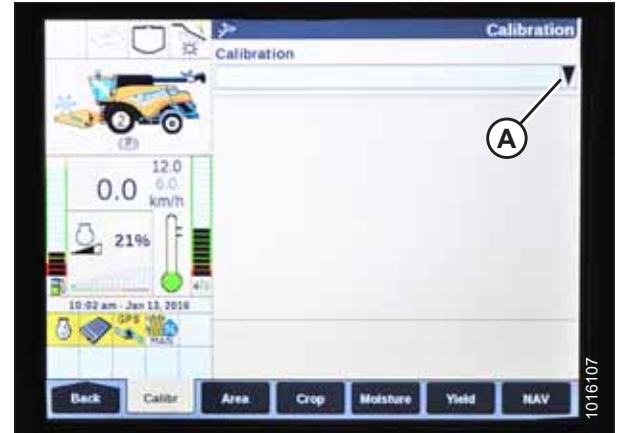 Calibration
Calibration
A
2
(P)
12.0
6.0
0.0 km/h
21%
10:02 am - Jan 13, 2016
GPS
MAN
Back Calibr Area Crop Moisture Yield NAV
1016107